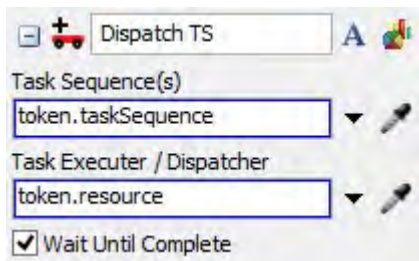 Dispatch TS A
Task Sequence(s)
token.taskSequence
Task Executer / Dispatcher
token.resource
Wait Until Complete